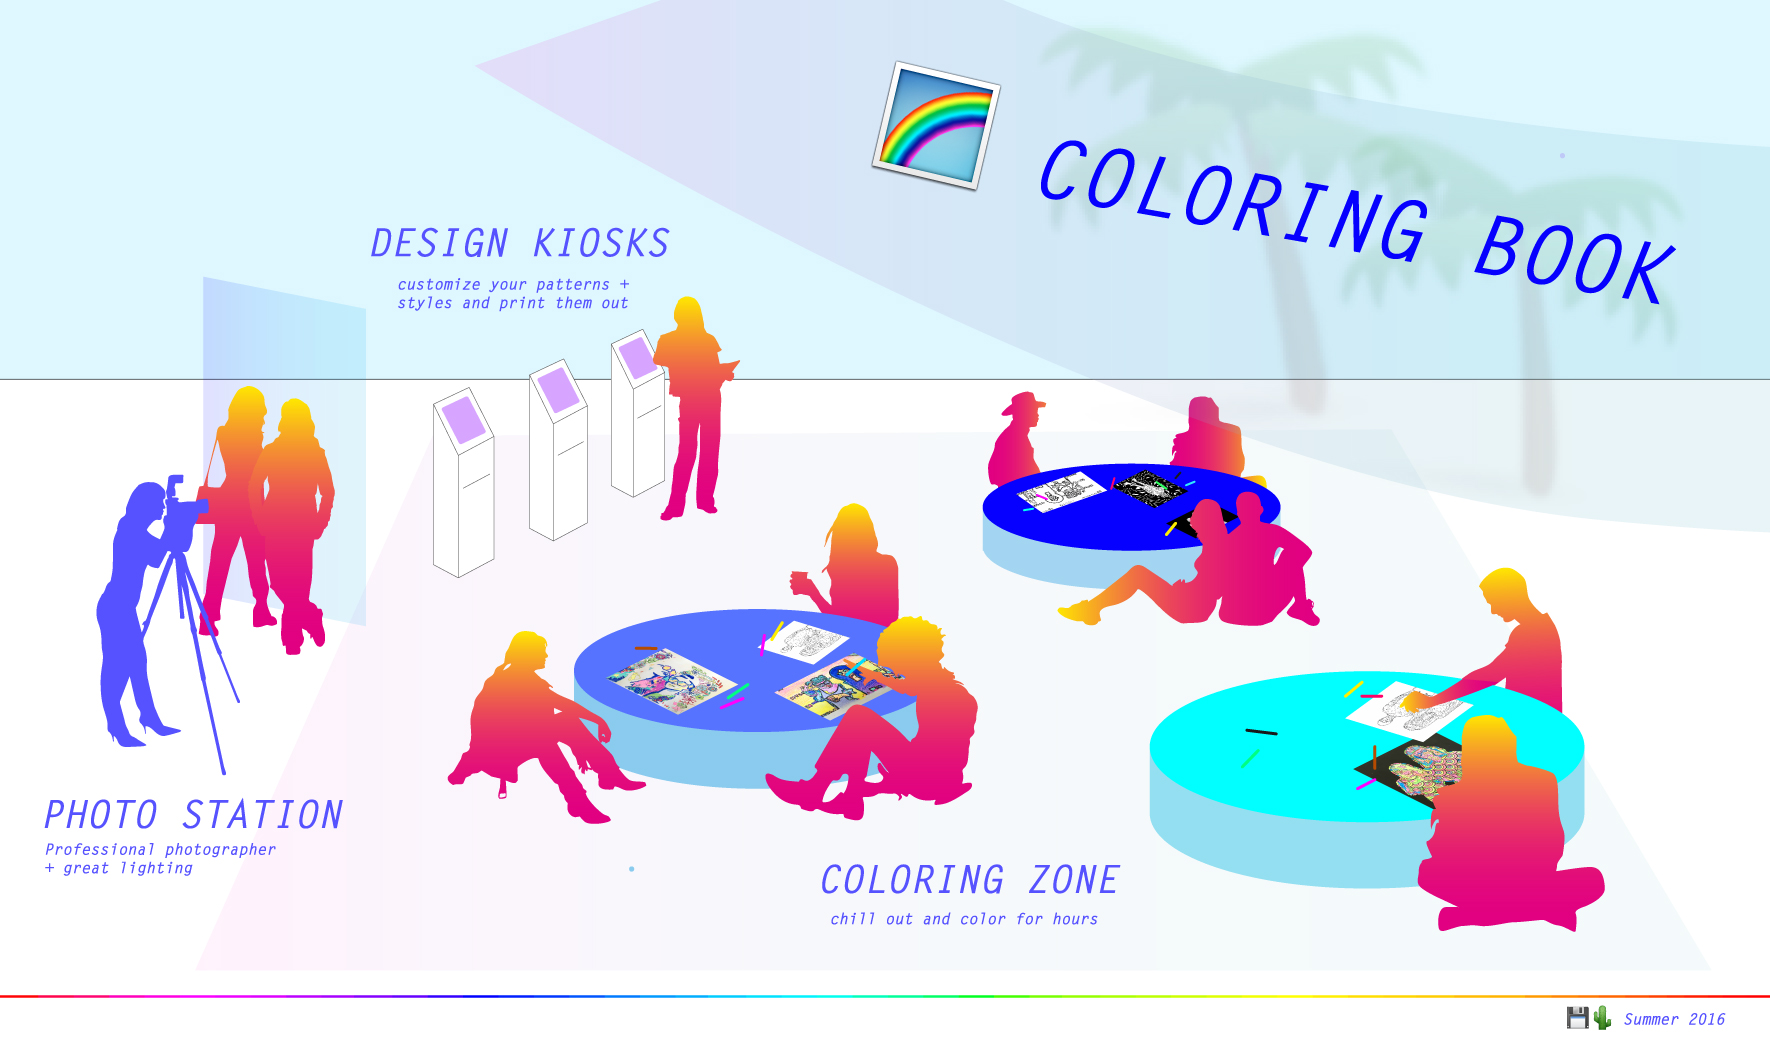 COLORING BOOK
DESIGN KIOSKS
customize your patterns +
styles and print them out
PHOTO STATION
Professional photographer
+ great lighting
COLORING ZONE
chill out and color for hours
Summer 2016